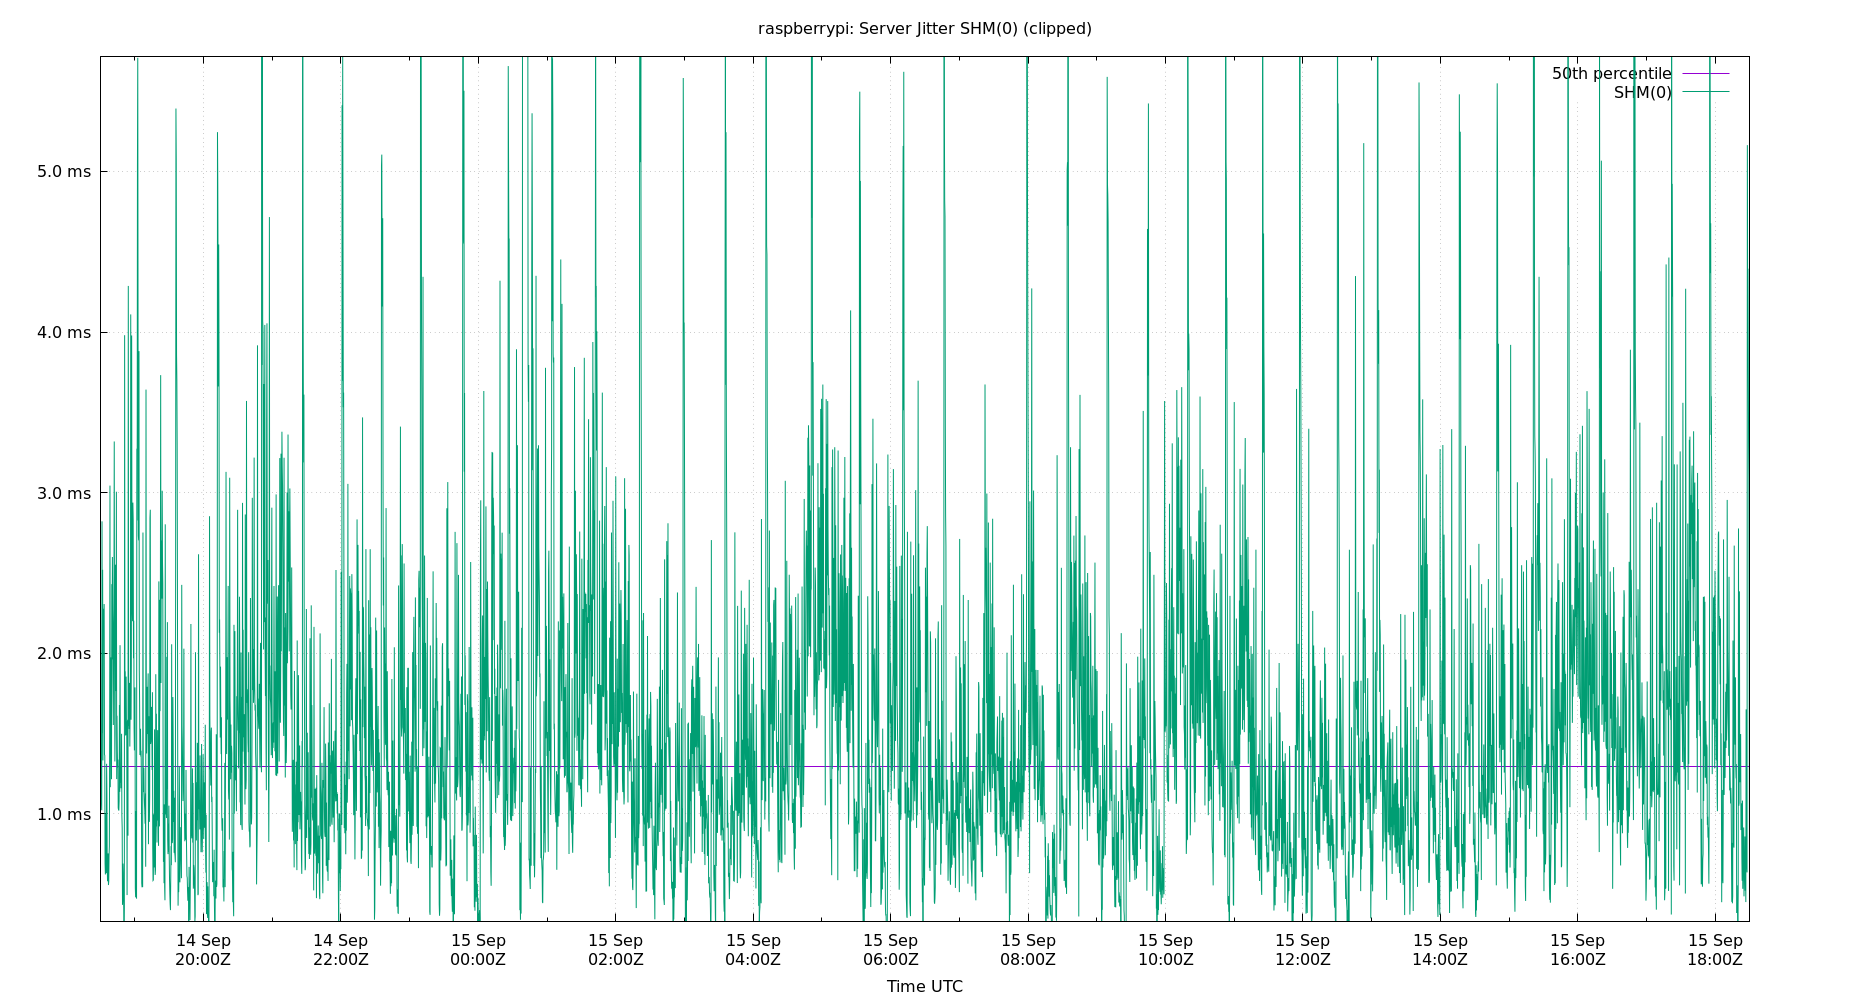 raspberrypi: Server Jitter SHM(0) (clipped)
50th percentile
SHM(0)
5.0 ms
4.0 ms
3.0 ms
2.0 ms
1.0 ms
14 Sep 14 Sep 15 Sep 15 Sep 15 Sep 15 Sep 15 Sep 15 Sep 15 Sep 15 Sep 15 Sep 15 Sep
20:00Z 22:00Z 00:00Z 02:00Z 04:00Z 06:00Z 08:00Z 10:00Z 12:00Z 14:00Z 16:00Z 18:00Z
Time UTC